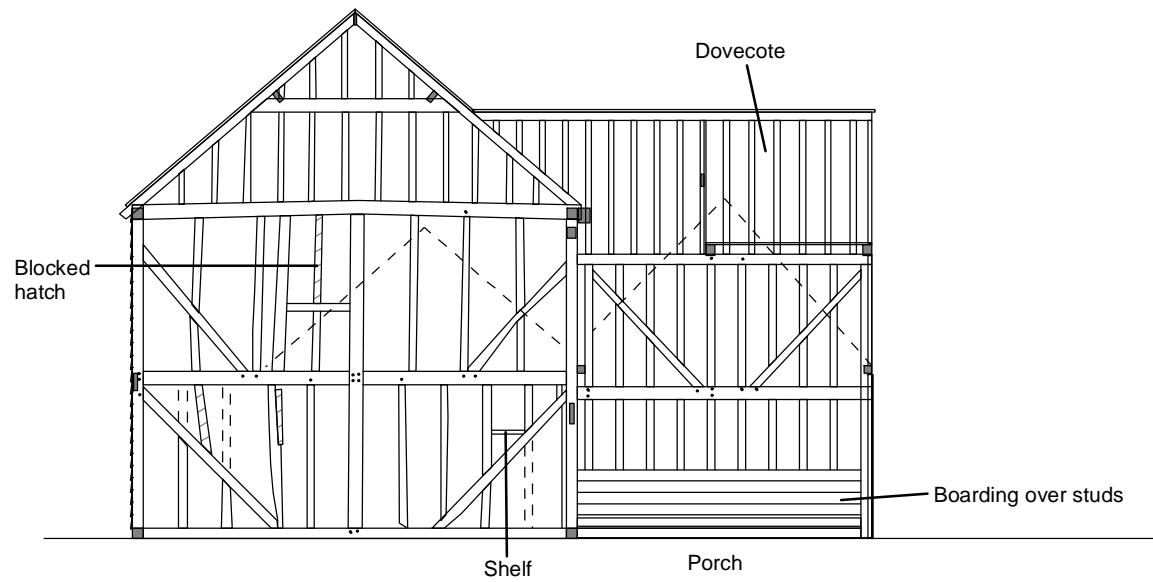 Dovecote
Blocked
hatch
Boarding over studs
Shelf
Porch